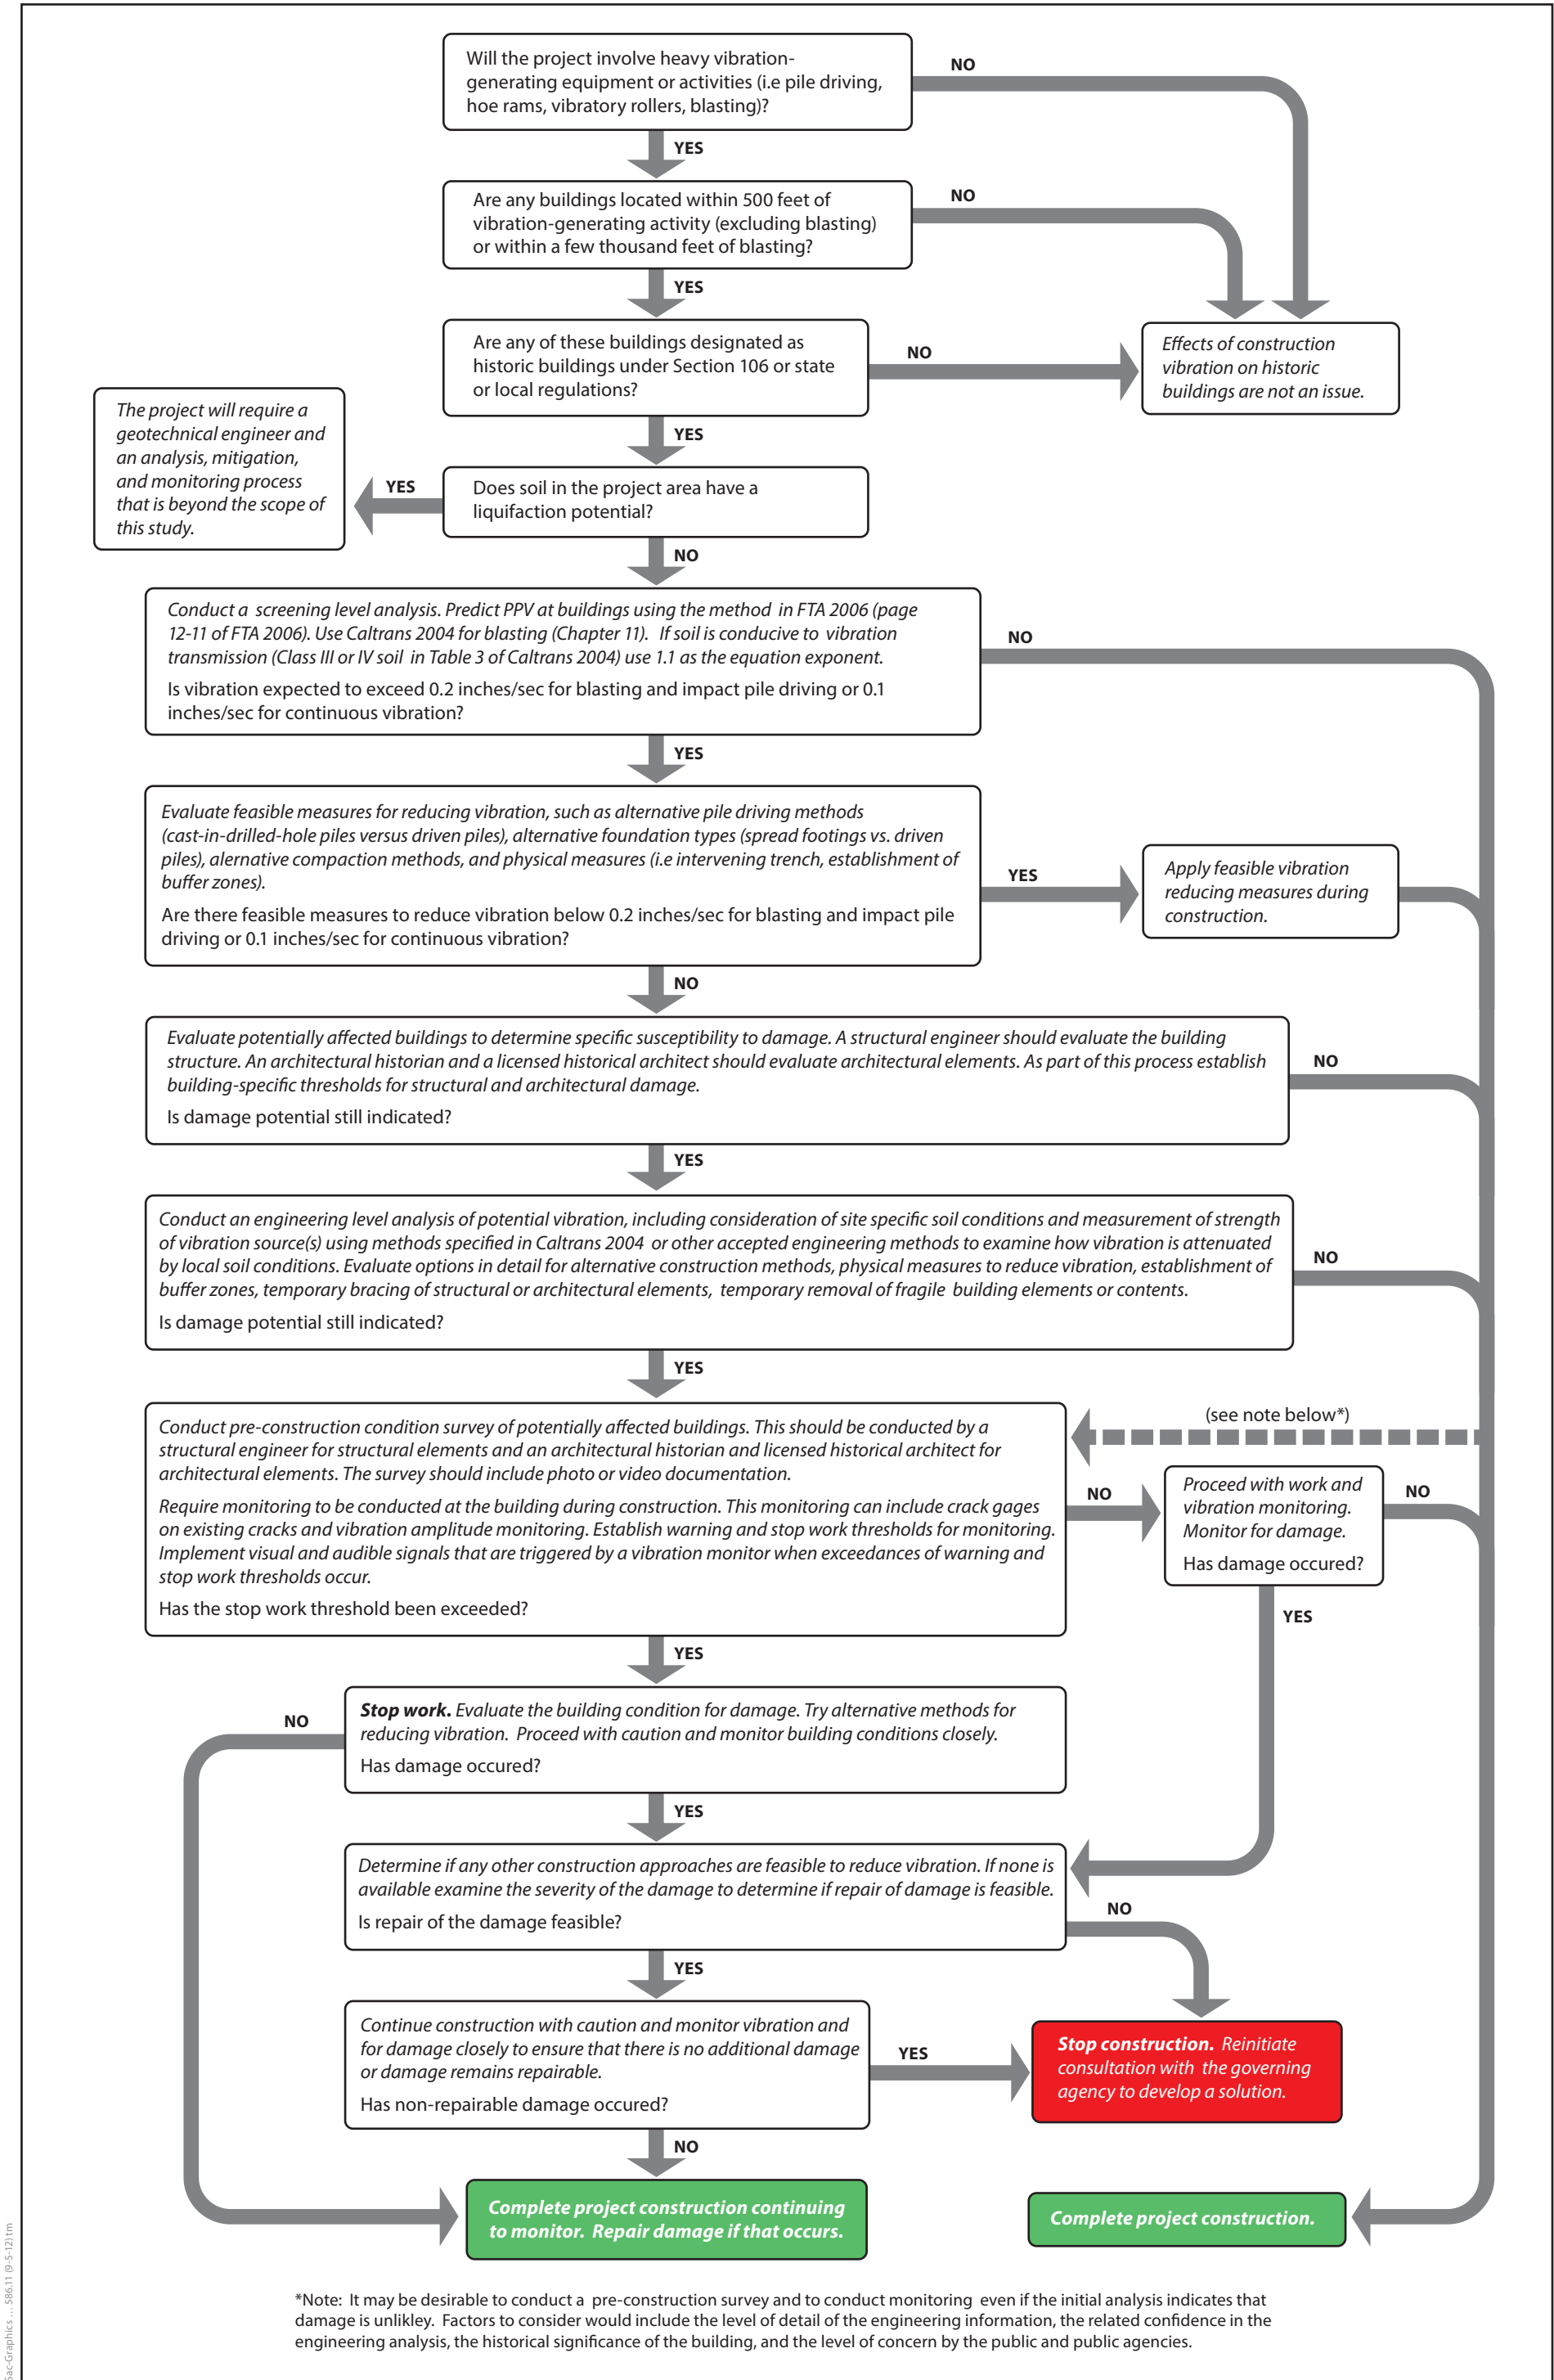 Will the project involve heavy vibration-
generating equipment or activities (i.e pile driving,
hoe rams, vibratory rollers, blasting)?
NO
YES
Are any buildings located within 500 feet of
vibration-generating activity (excluding blasting)
or within a few thousand feet of blasting?
NO
YES
Are any of these buildings designated as
historic buildings under Section 106 or state
or local regulations?
NO
Effects of construction
vibration on historic
buildings are not an issue.
YES
The project will require a
geotechnical engineer and
an analysis, mitigation,
and monitoring process
that is beyond the scope of
this study.
YES
Does soil in the project area have a
liquifaction potential?
NO
Conduct a screening level analysis. Predict PPV at buildings using the method in FTA 2006 (page
12-11 of FTA 2006). Use Caltrans 2004 for blasting (Chapter 11). If soil is conducive to vibration
transmission (Class III or IV soil in Table 3 of Caltrans 2004) use 1.1 as the equation exponent.
Is vibration expected to exceed 0.2 inches/sec for blasting and impact pile driving or 0.1
inches/sec for continuous vibration?
NO
YES
Evaluate feasible measures for reducing vibration, such as alternative pile driving methods
(cast-in-drilled-hole piles versus driven piles), alternative foundation types (spread footings vs. driven
piles), alernative compaction methods, and physical measures (i.e intervening trench, establishment of
buffer zones).
Are there feasible measures to reduce vibration below 0.2 inches/sec for blasting and impact pile
driving or 0.1 inches/sec for continuous vibration?
YES
Apply feasible vibration
reducing measures during
construction.
NO
Evaluate potentially affected buildings to determine specific susceptibility to damage. A structural engineer should evaluate the building
structure. An architectural historian and a licensed historical architect should evaluate architectural elements. As part of this process establish
building-specific thresholds for structural and architectural damage.
Is damage potential still indicated?
NO
YES
Conduct an engineering level analysis of potential vibration, including consideration of site specific soil conditions and measurement of strength
of vibration source(s) using methods specified in Caltrans 2004 or other accepted engineering methods to examine how vibration is attenuated
by local soil conditions. Evaluate options in detail for alternative construction methods, physical measures to reduce vibration, establishment of
buffer zones, temporary bracing of structural or architectural elements, temporary removal of fragile building elements or contents.
Is damage potential still indicated?
NO
YES
Conduct pre-construction condition survey of potentially affected buildings. This should be conducted by a
structural engineer for structural elements and an architectural historian and licensed historical architect for
architectural elements. The survey should include photo or video documentation.
Require monitoring to be conducted at the building during construction. This monitoring can include crack gages
on existing cracks and vibration amplitude monitoring. Establish warning and stop work thresholds for monitoring.
Implement visual and audible signals that are triggered by a vibration monitor when exceedances of warning and
stop work thresholds occur.
Has the stop work threshold been exceeded?
(see note below*)
NO
Proceed with work and
vibration monitoring.
Monitor for damage.
Has damage occured?
NO
YES
YES
Stop work. Evaluate the building condition for damage. Try alternative methods for
reducing vibration. Proceed with caution and monitor building conditions closely.
Has damage occured?
NO
YES
Determine if any other construction approaches are feasible to reduce vibration. If none is
available examine the severity of the damage to determine if repair of damage is feasible.
Is repair of the damage feasible?
NO
YES
Continue construction with caution and monitor vibration and
for damage closely to ensure that there is no additional damage
or damage remains repairable.
Has non-repairable damage occured?
YES
Stop construction. Reinitiate
consultation with the governing
agency to develop a solution.
NO
Complete project construction continuing
to monitor. Repair damage if that occurs.
Complete project construction.
*Note: It may be desirable to conduct a pre-construction survey and to conduct monitoring even if the initial analysis indicates that
damage is unlikley. Factors to consider would include the level of detail of the engineering information, the related confidence in the
engineering analysis, the historical significance of the building, and the level of concern by the public and public agencies.
Sac-Graphics ... 586.11 (9-5-12) tm